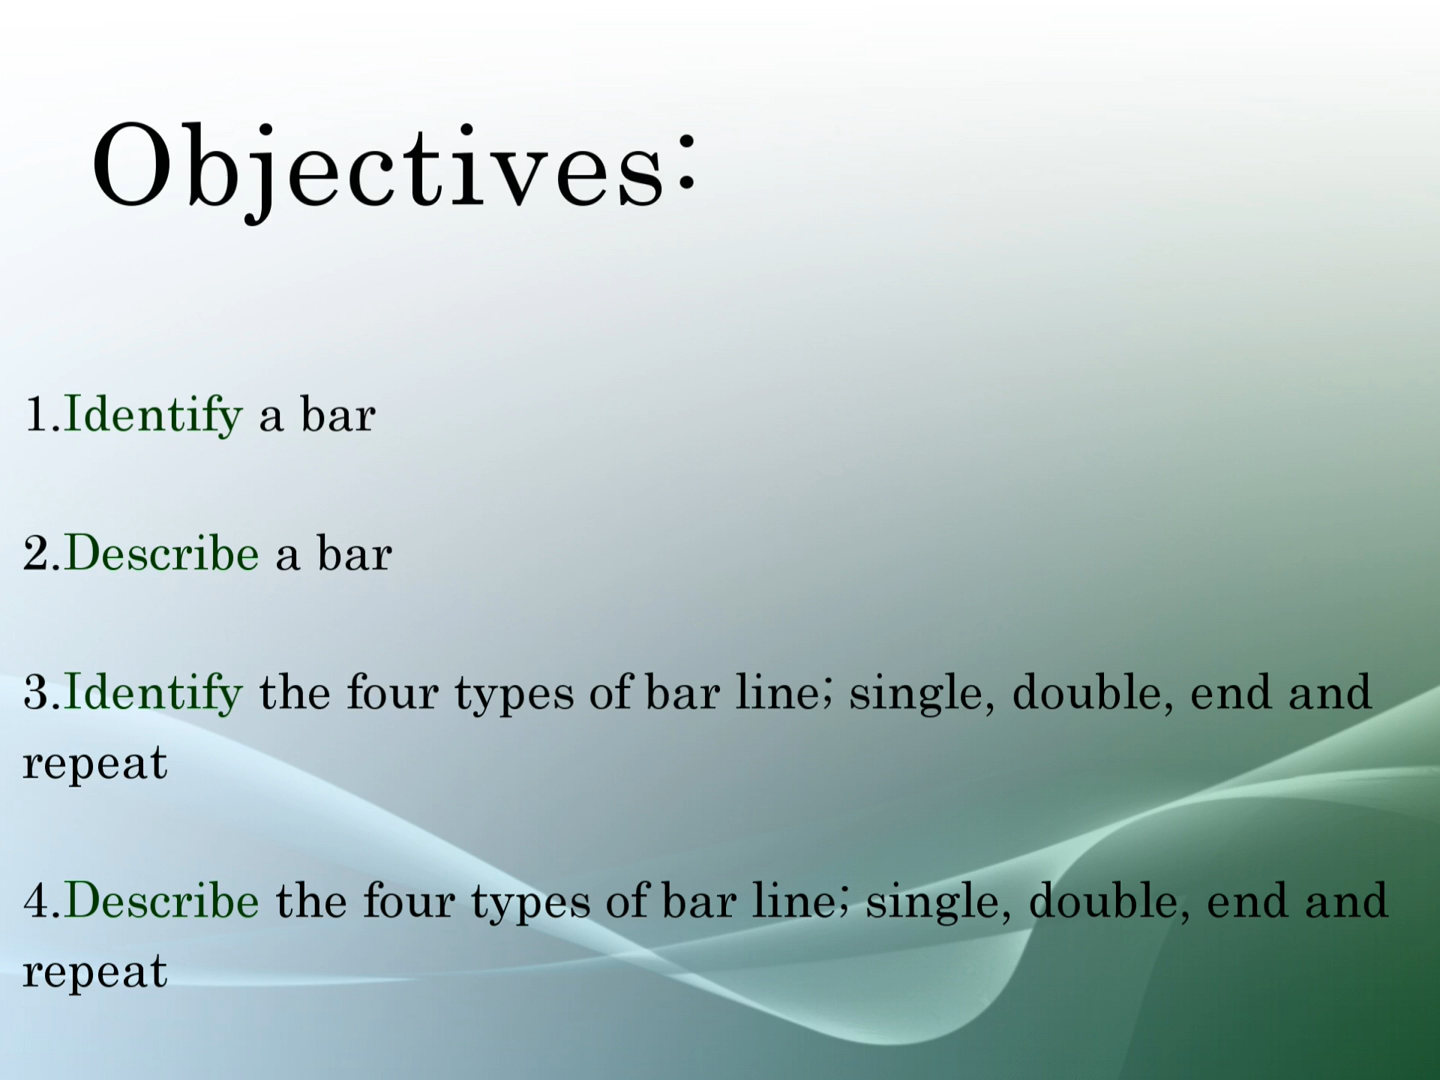 Objectives:
1.Identify a bar
2.Describe a bar
3.Identify the four types of bar line; single, double, end and
repeat
4.Describe the four types of bar line; single, double, end and
repeat